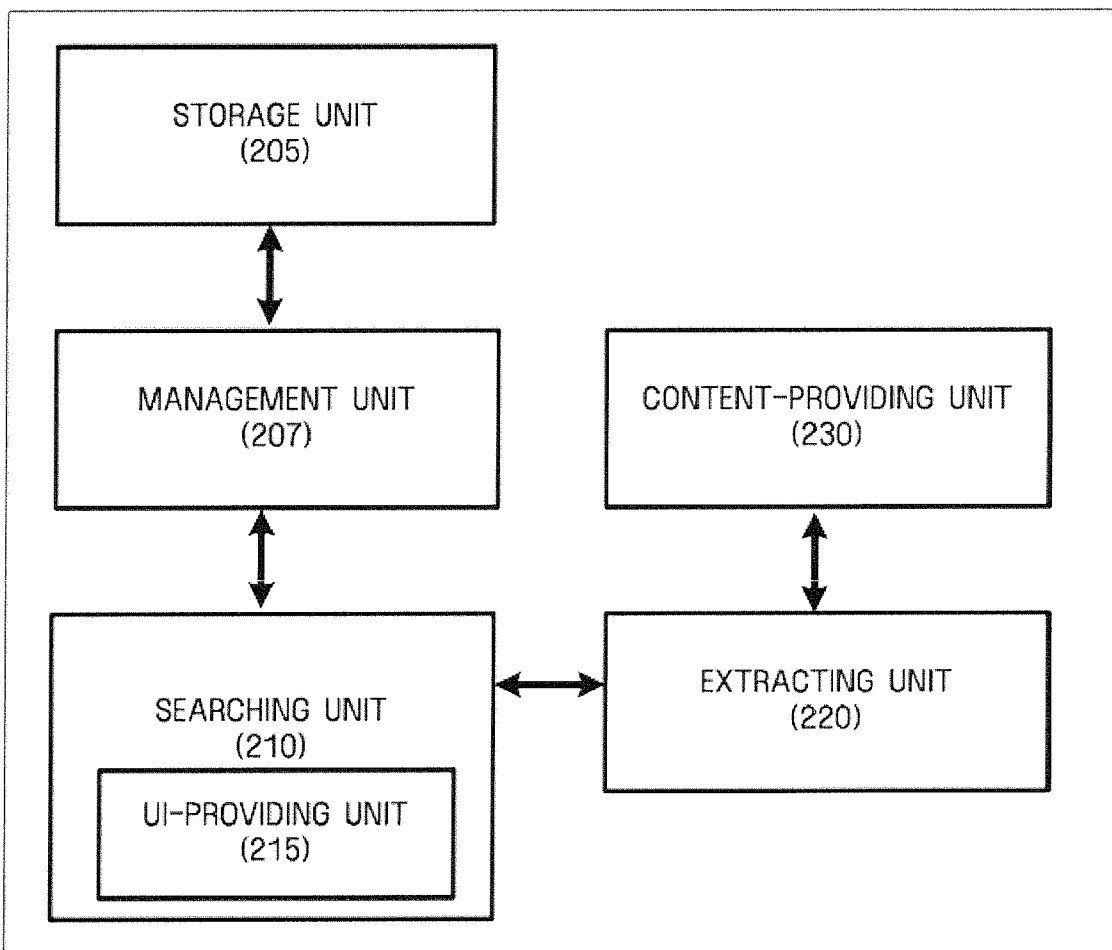 STORAGE UNIT
(205)
MANAGEMENT UNIT
(207)
CONTENT-PROVIDING UNIT
(230)
SEARCHING UNIT
(210)
EXTRACTING UNIT
(220)
UI-PROVIDING UNIT
(215)